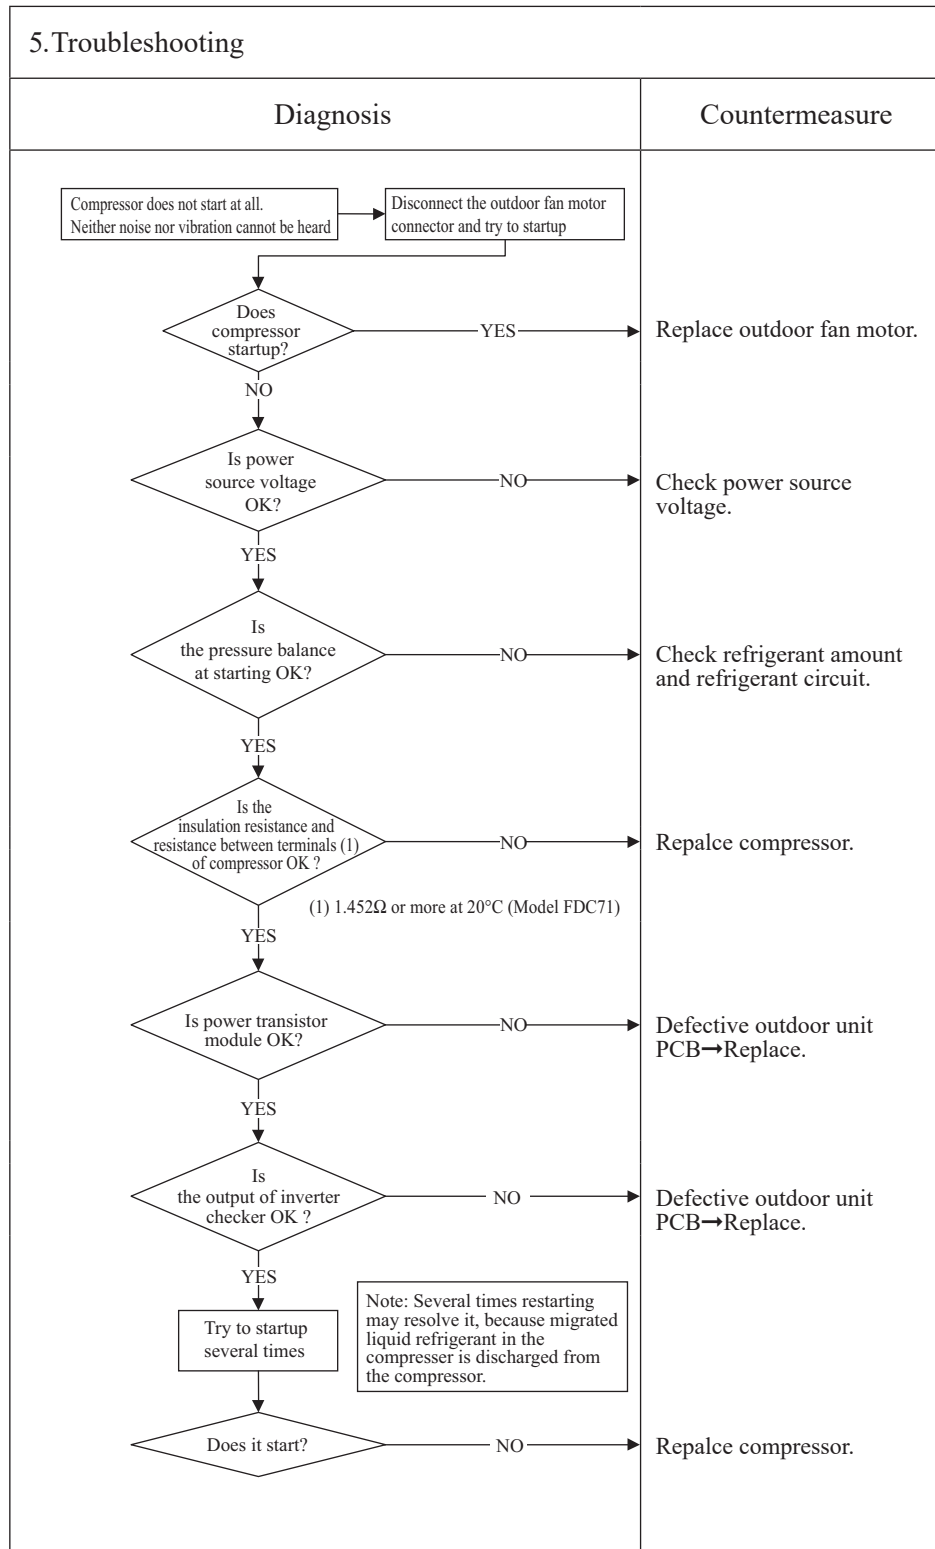 5.Troubleshooting
Diagnosis
Countermeasure
Compressor does not start at all.
Neither noise nor vibration cannot be heard
Disconnect the outdoor fan motor
connector and try to startup
Does
compressor
startup?
YES
Replace outdoor fan motor.
NO
Is power
source voltage
OK?
NO
Check power source
voltage.
YES
Is
the pressure balance
at starting OK?
NO
Check refrigerant amount
and refrigerant circuit.
YES
Is the
insulation resistance and
resistance between terminals (1)
of compressor OK ?
NO
Repalce compressor.
(1) 1.452Ω or more at 20°C (Model FDC71)
YES
Is power transistor
module OK?
NO
Defective outdoor unit
PCB→Replace.
YES
Is
the output of inverter
checker OK ?
NO
Defective outdoor unit
PCB→Replace.
YES
Try to startup
several times
Note: Several times restarting
may resolve it, because migrated
liquid refrigerant in the
compresser is discharged from
the compressor.
Does it start?
NO
Repalce compressor.